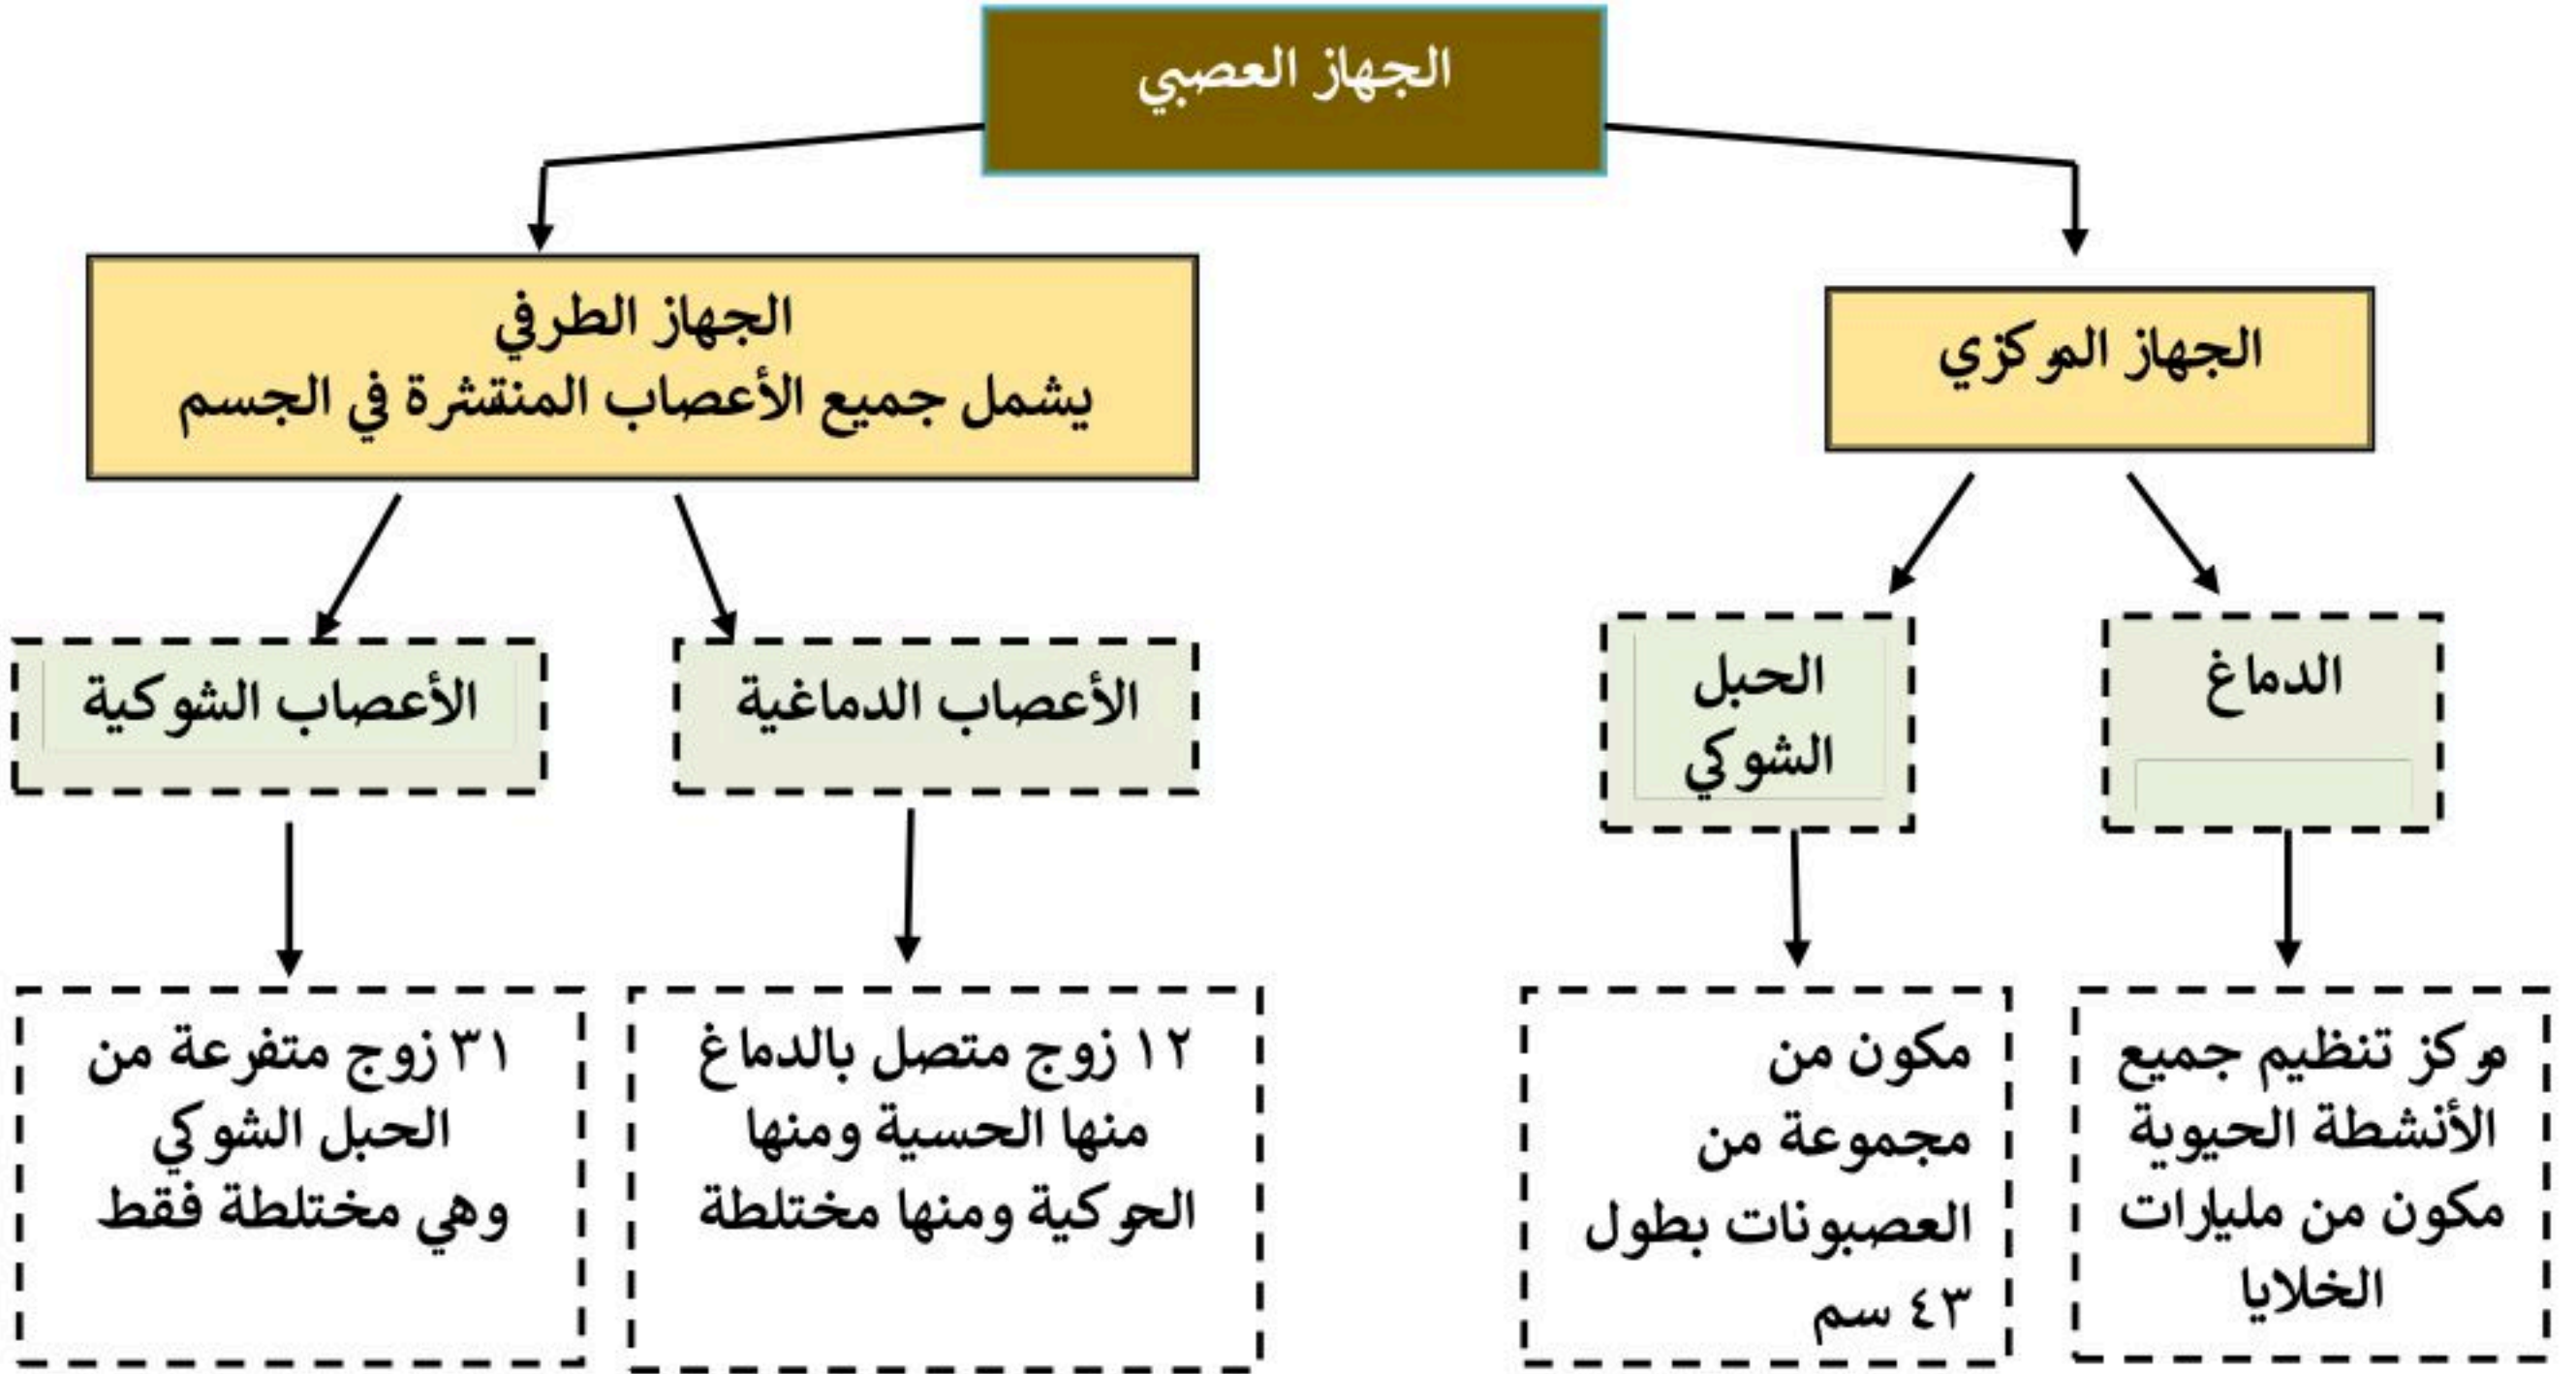 الجهاز العصبي
الجهاز المركزي
الجهاز الطرفي
يشمل جميع الأعصاب المنتشرة في الجسم
الدماغ
الحبل
الشوكي
الأعصاب الدماغية
الأعصاب الشوكية
مركز تنظيم جميع
الأنشطة الحيوية
مكون من مليارات
الخلايا
مكون من
مجموعة من
العصبونات بطول
٤٣ سم
١٢ زوج متصل بالدماغ
منها الحسية ومنها
الحركية ومنها مختلطة
٣١ زوج متفرعة من
الحبل الشوكي
وهي مختلطة فقط